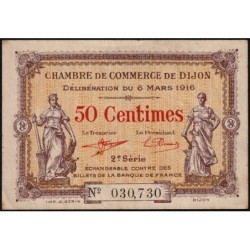 CHAMBRE DE COMMERCE DE DIJON
DÉLIBÉRATION DU 6 MARS 1916
50 Centimes
Le Trésorier Le Président
2e Série
No 030,730
ÉCHANGEABLE CONTRE DES
BILLETS DE LA BANQUE DE FRANCE
DIJON